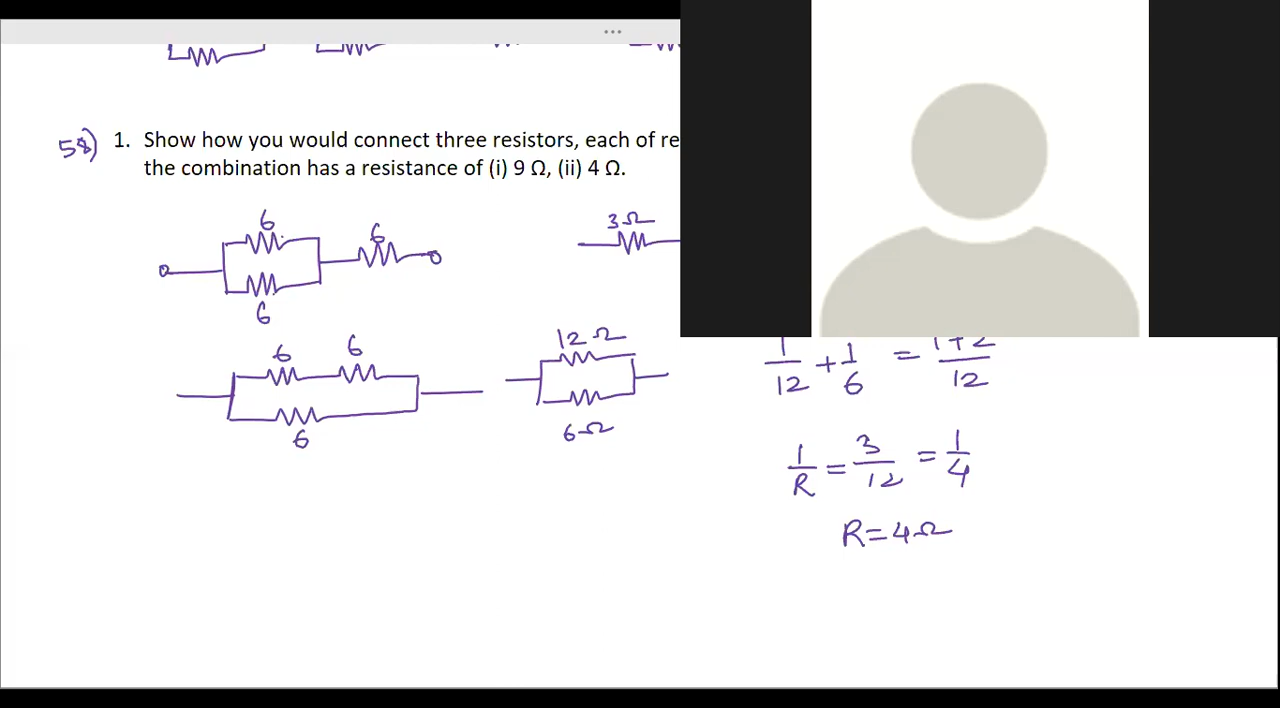 58) 1. Show how you would connect three resistors, each of re
the combination has a resistance of (i) 9 Ω, (ii) 4 Ω.
6 6 3Ω
6
6 6 12 Ω 1/12 + 1/6 = 1+2/12
6 6Ω
1/R = 3/12 = 1/4
R=4Ω